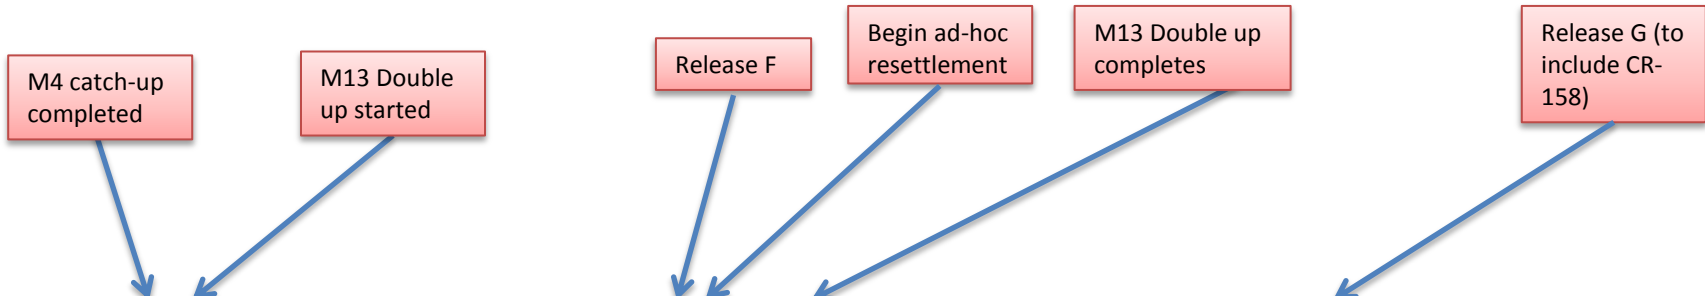 M4 catch-up
completed
M13 Double
up started
Release F
Begin ad-hoc
resettlement
M13 Double up
completes
Release G (to
include CR-
158)